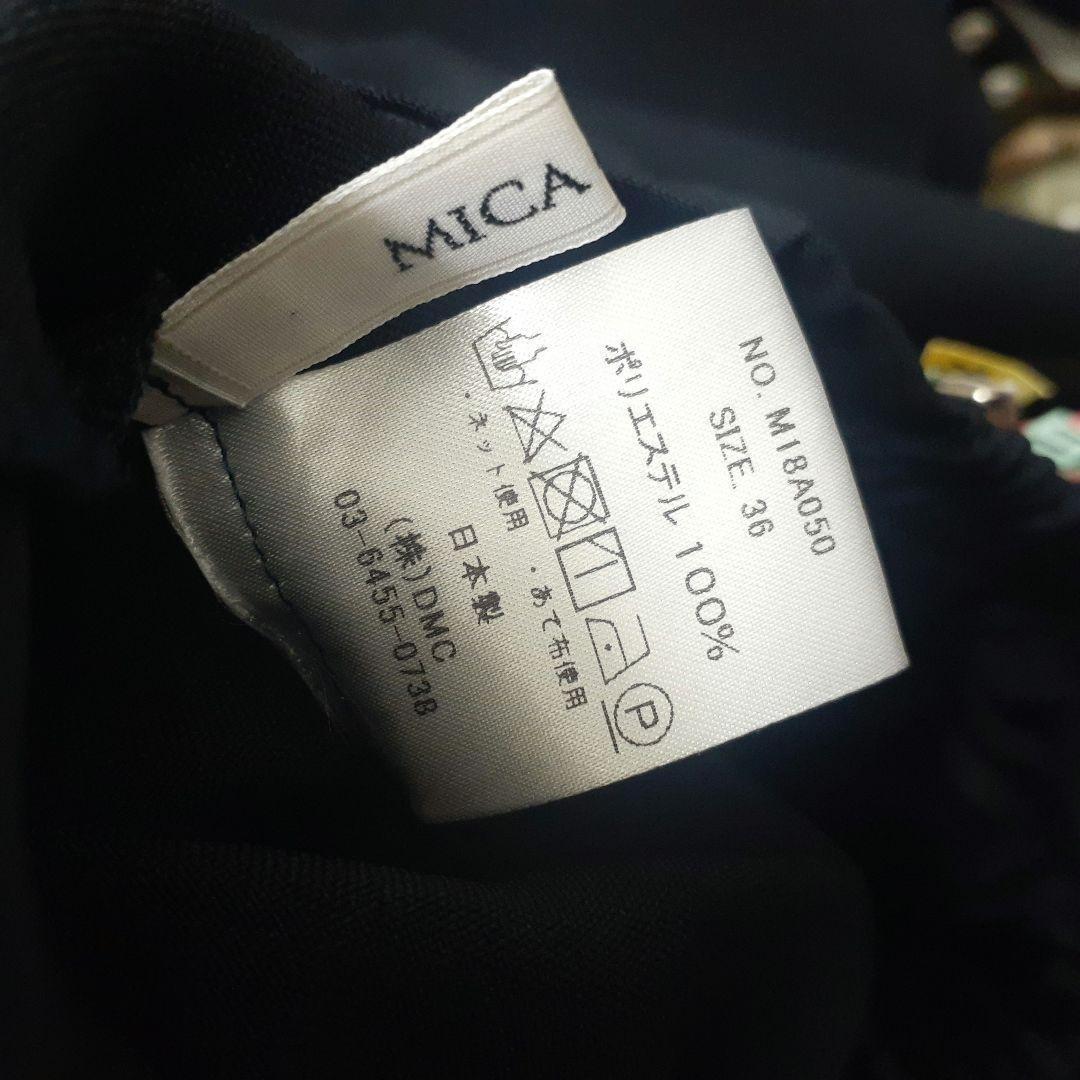 MICA
NO. M18A050
SIZE. 36
ポリエステル 100%
P
・ネット使用 ・あて布使用
日本製
(株)DMC
03-6455-0738